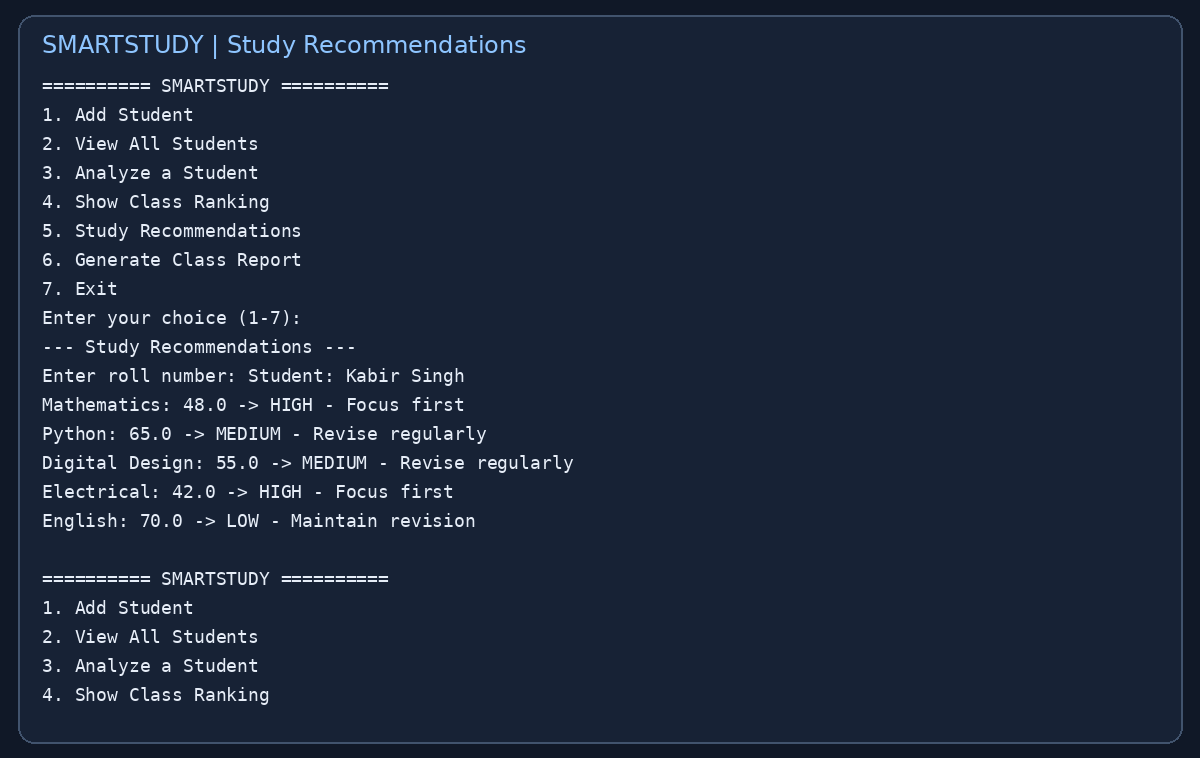 SMARTSTUDY | Study Recommendations
========== SMARTSTUDY ==========
1. Add Student
2. View All Students
3. Analyze a Student
4. Show Class Ranking
5. Study Recommendations
6. Generate Class Report
7. Exit
Enter your choice (1-7):
--- Study Recommendations ---
Enter roll number: Student: Kabir Singh
Mathematics: 48.0 -> HIGH - Focus first
Python: 65.0 -> MEDIUM - Revise regularly
Digital Design: 55.0 -> MEDIUM - Revise regularly
Electrical: 42.0 -> HIGH - Focus first
English: 70.0 -> LOW - Maintain revision
========== SMARTSTUDY ==========
1. Add Student
2. View All Students
3. Analyze a Student
4. Show Class Ranking